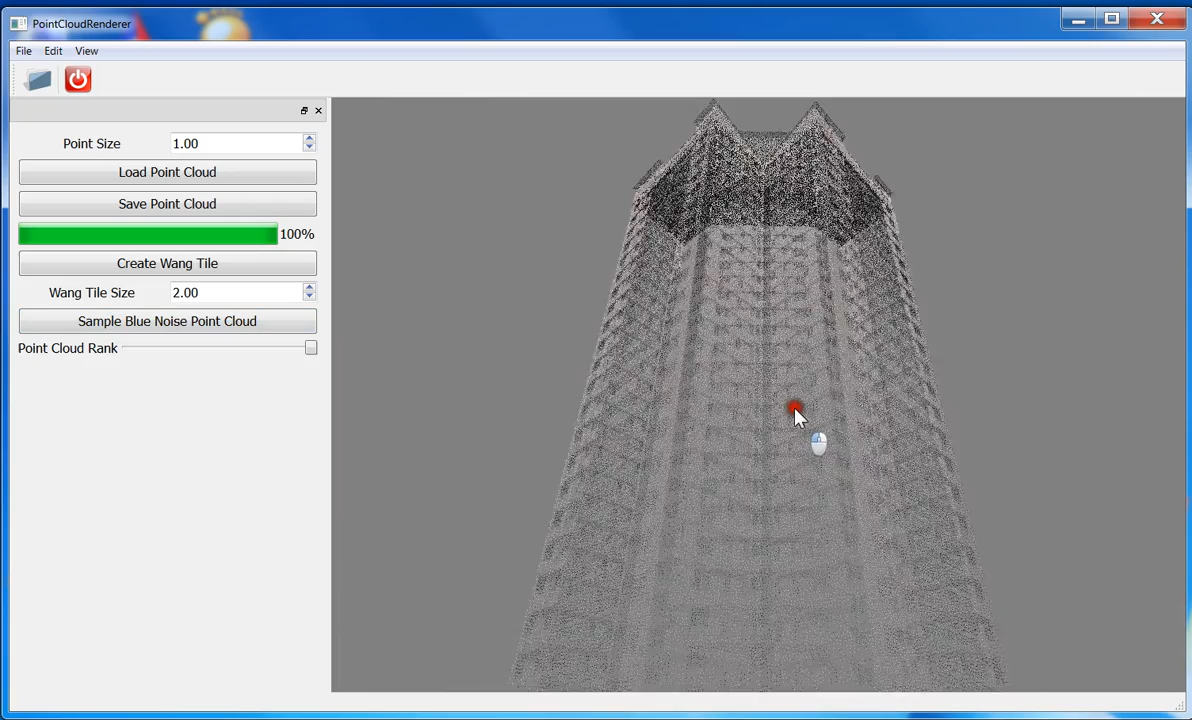 PointCloudRenderer
File Edit View
Point Size 1.00
Load Point Cloud
Save Point Cloud
100%
Create Wang Tile
Wang Tile Size 2.00
Sample Blue Noise Point Cloud
Point Cloud Rank